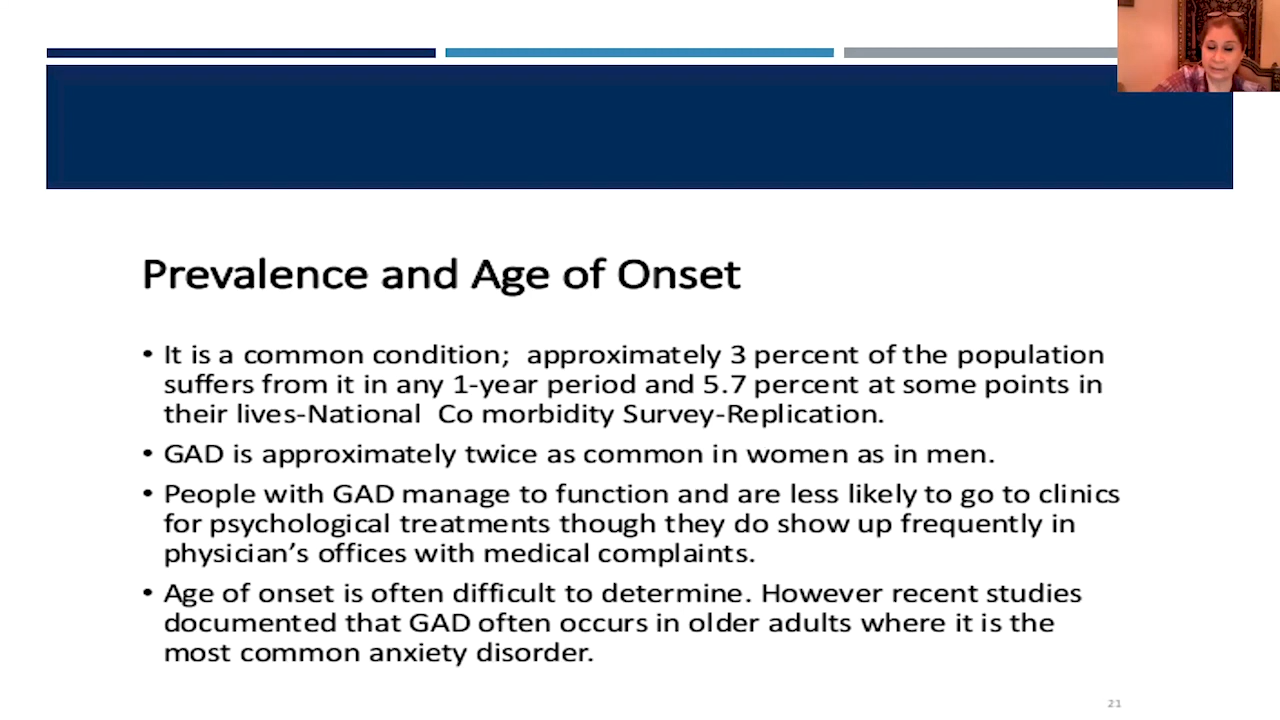 Prevalence and Age of Onset
• It is a common condition;  approximately 3 percent of the population
suffers from it in any 1-year period and 5.7 percent at some points in
their lives-National  Co morbidity Survey-Replication.
• GAD is approximately twice as common in women as in men.
• People with GAD manage to function and are less likely to go to clinics
for psychological treatments though they do show up frequently in
physician’s offices with medical complaints.
• Age of onset is often difficult to determine. However recent studies
documented that GAD often occurs in older adults where it is the
most common anxiety disorder.
21